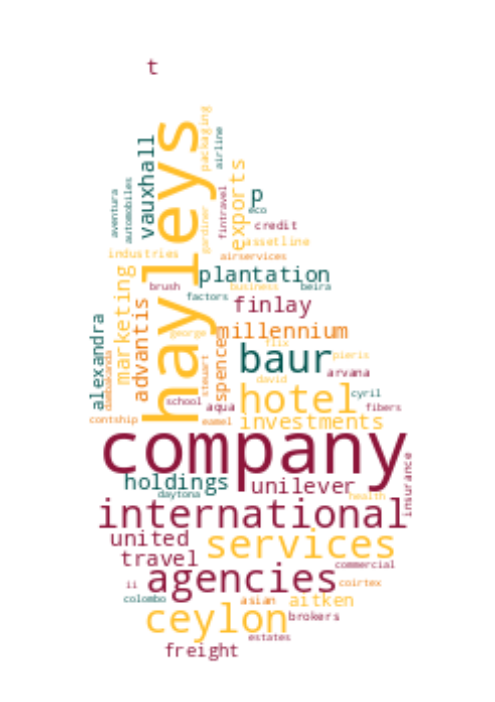 t
hayleys
packaging
airline
vauxhall
aventura
automobiles
gardiner
fintravel
exports
p
eco
credit
assetline
industries
airservices
plantation
brush
business
beira
factors
finlay
marketing
advantis
alexandra
dambakanda
george
millennium
spence
steuart
flix
baur
pieris
david
arvana
school
aqua
hotel
cyril
fibers
contship
eamel
investments
company
holdings
unilever
insurance
daytona
health
international
united
services
travel
commercial
agencies
ii
coirtex
colombo
asian
aitken
ceylon
brokers
estates
freight